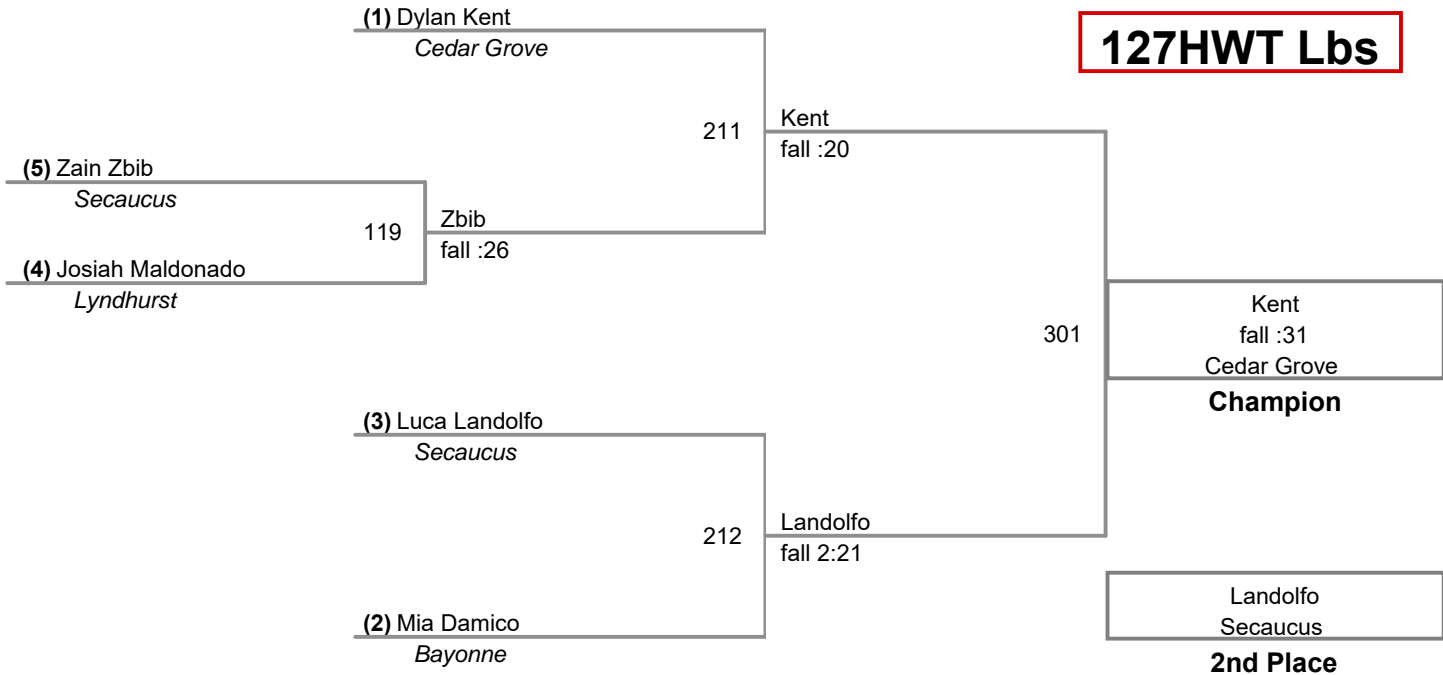 (1) Dylan Kent
Cedar Grove
127HWT Lbs
211
Kent
fall :20
(5) Zain Zbib
Secaucus
119
Zbib
fall :26
(4) Josiah Maldonado
Lyndhurst
301
Kent
fall :31
Cedar Grove
Champion
(3) Luca Landolfo
Secaucus
212
Landolfo
fall 2:21
(2) Mia Damico
Bayonne
Landolfo
Secaucus
2nd Place